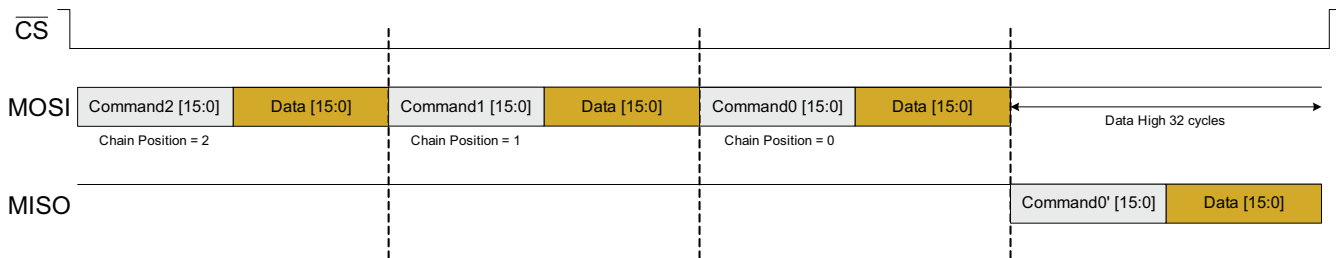 CS
MOSI
Command2 [15:0]
Data [15:0]
Command1 [15:0]
Data [15:0]
Command0 [15:0]
Data [15:0]
Data High 32 cycles
Chain Position = 2
Chain Position = 1
Chain Position = 0
MISO
Command0' [15:0]
Data [15:0]